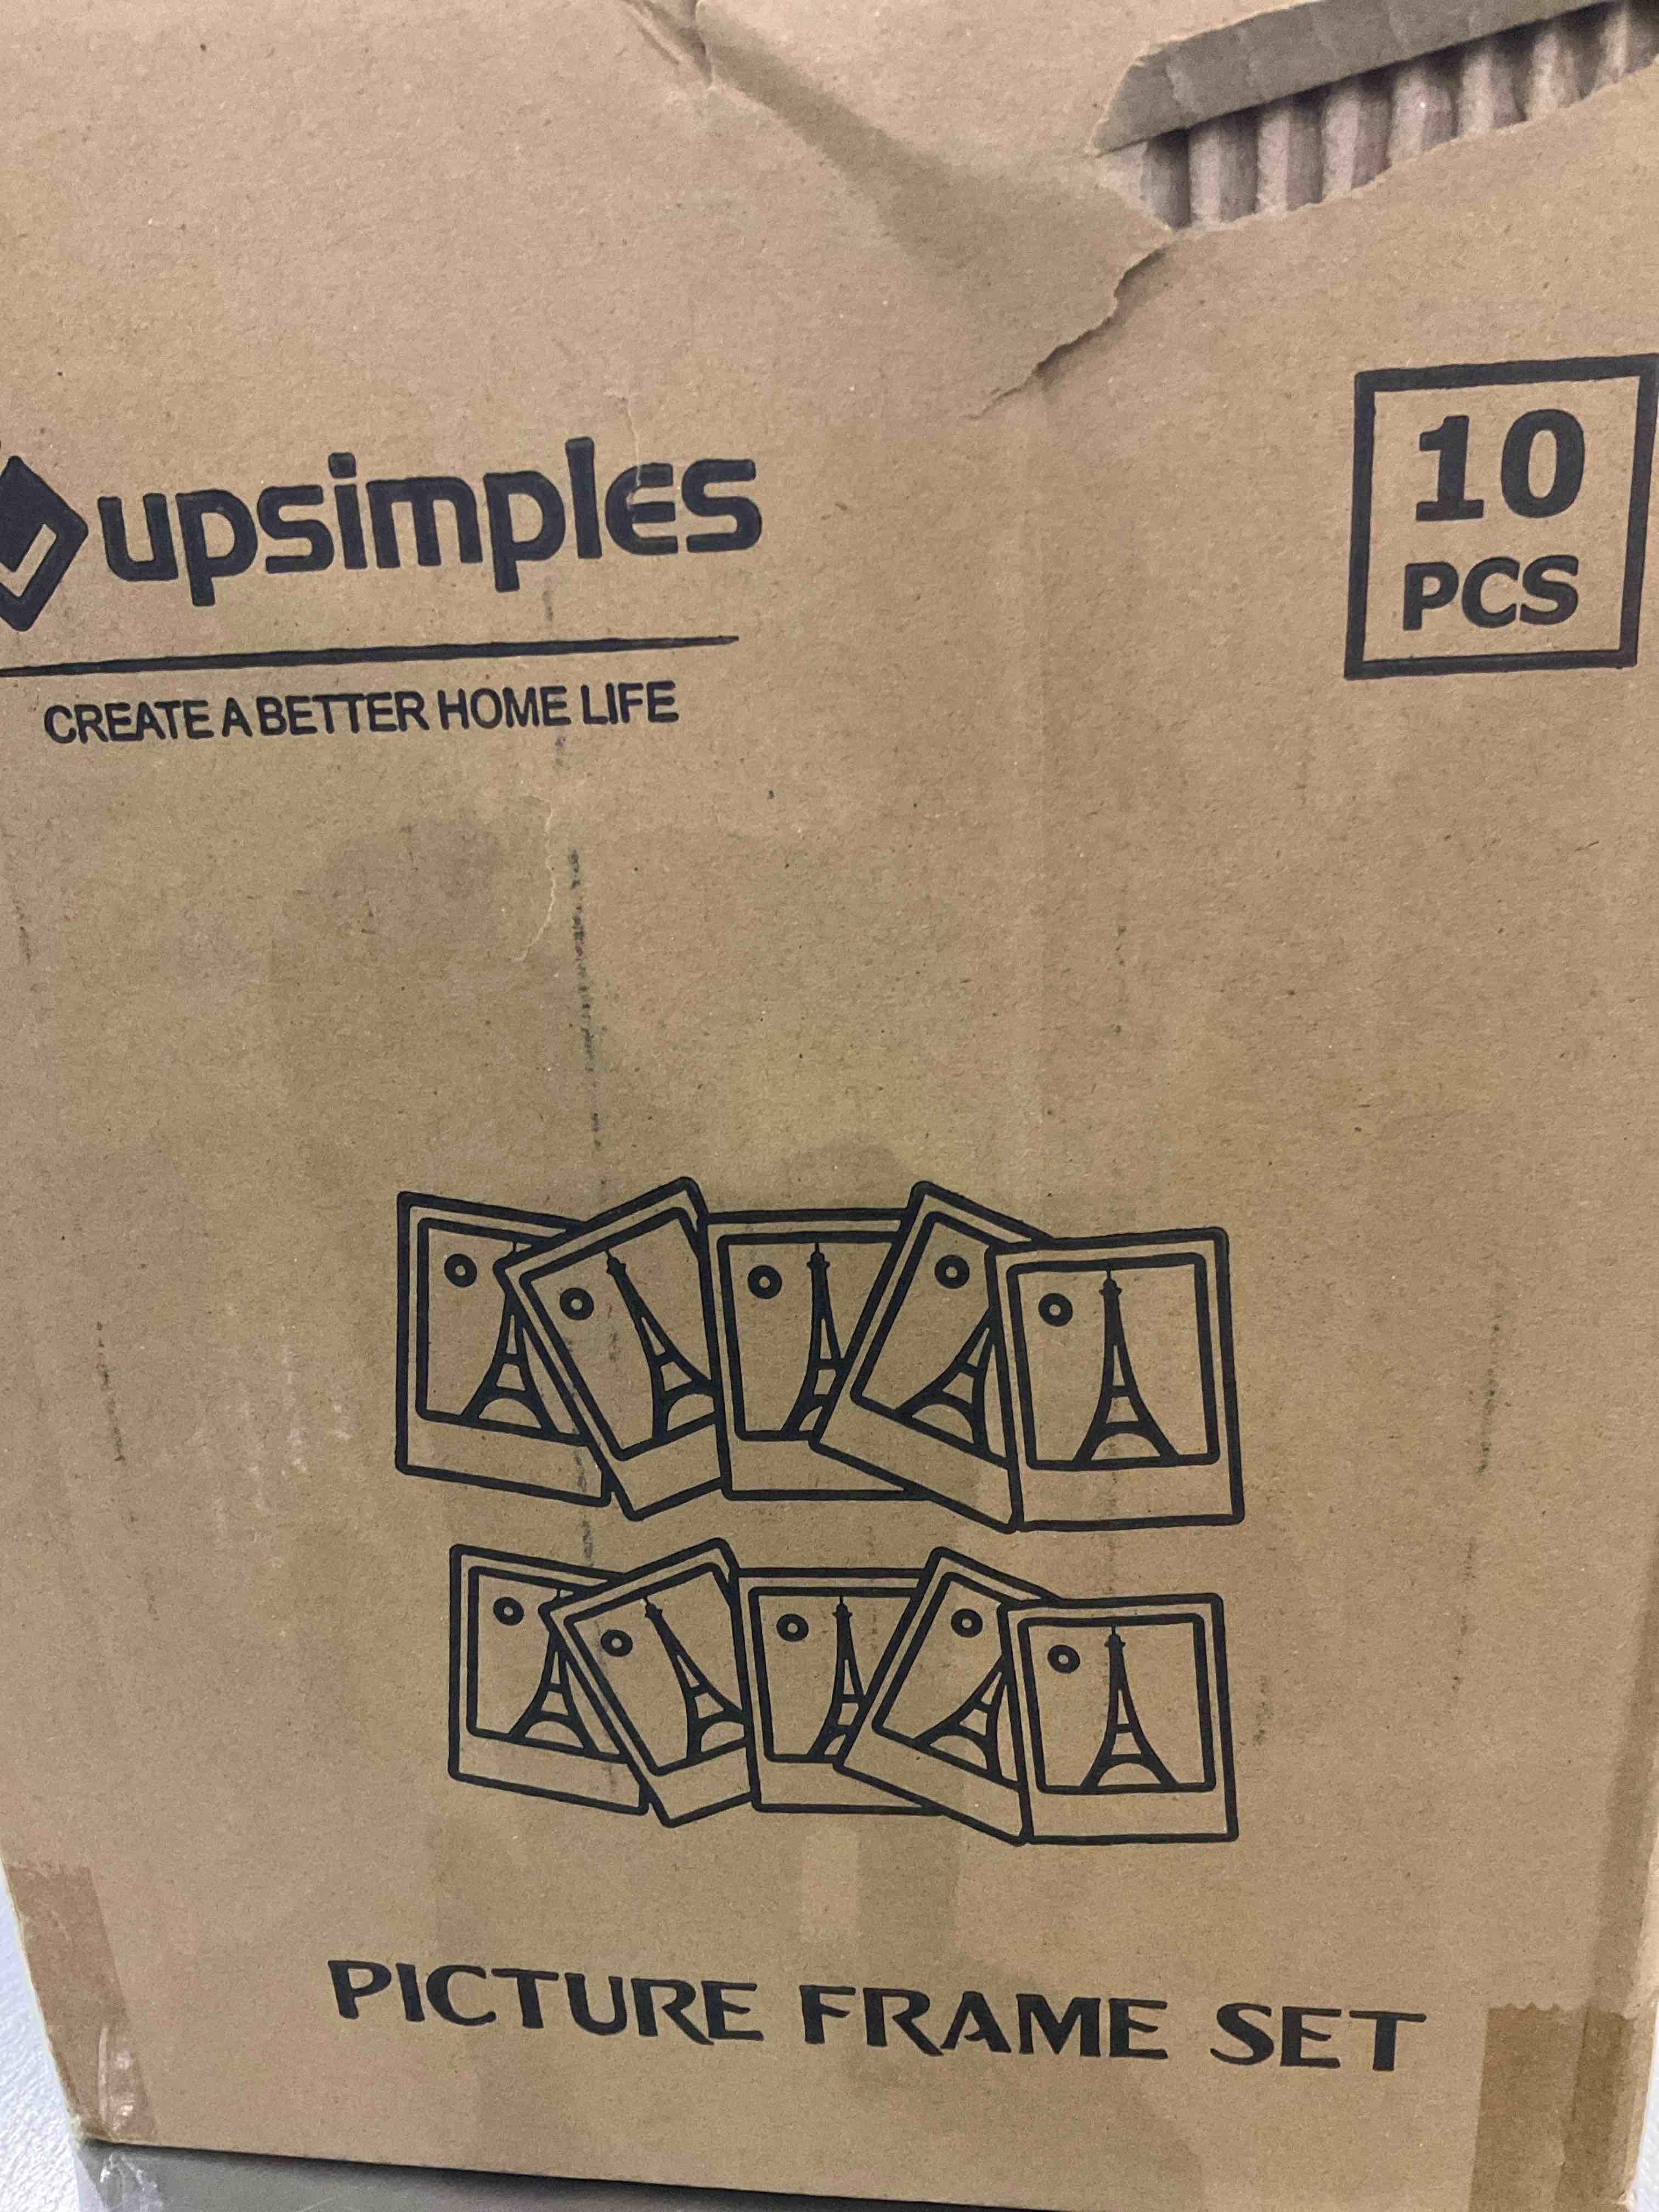 upsimples
CREATE A BETTER HOME LIFE
10
PCS
PICTURE FRAME SET